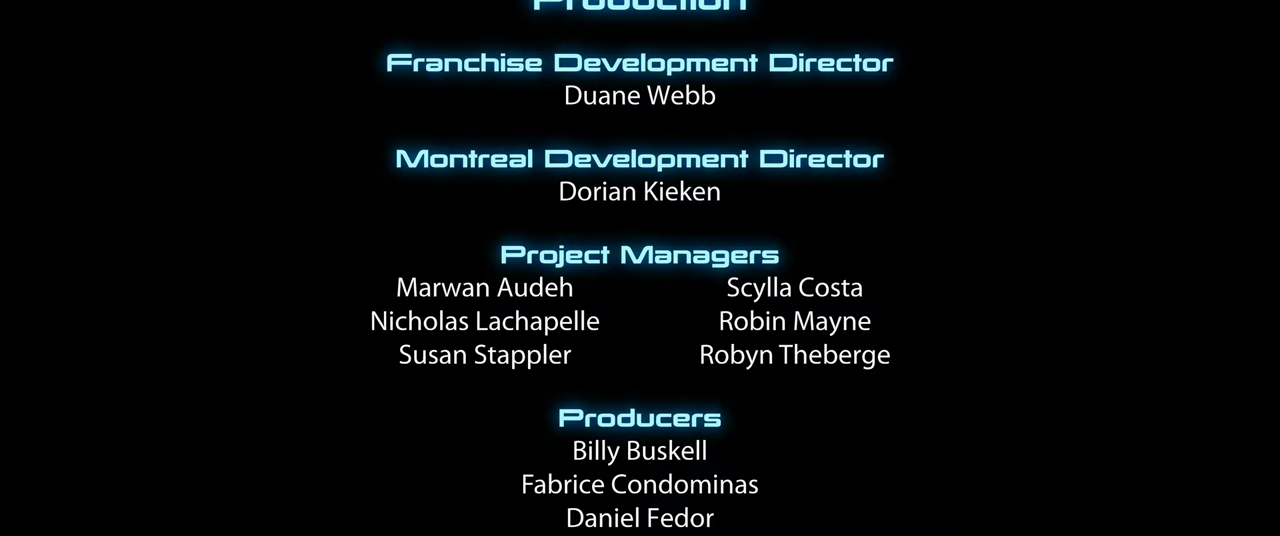 Production
Franchise Development Director
Duane Webb
Montreal Development Director
Dorian Kieken
Project Managers
Marwan Audeh Scylla Costa
Nicholas Lachapelle Robin Mayne
Susan Stappler Robyn Theberge
Producers
Billy Buskell
Fabrice Condominas
Daniel Fedor